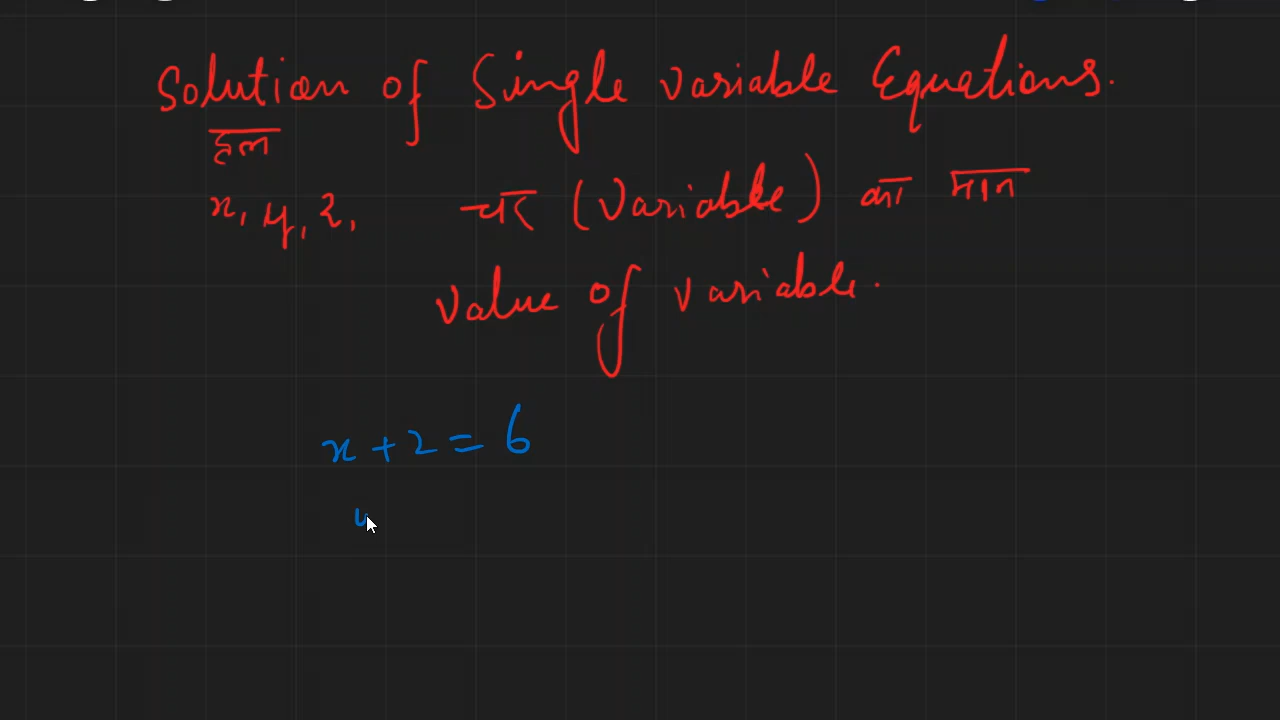 Solution of Single variable Equations.
हल
x, y, z, चर (Variable) का मान
value of variable.
x + 2 = 6